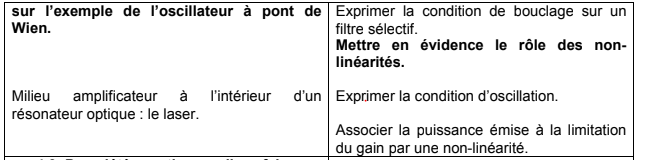 sur l'exemple de l'oscillateur à pont de
Wien.
Exprimer la condition de bouclage sur un
filtre sélectif.
Mettre en évidence le rôle des non-
linéarités.
Milieu amplificateur à l'intérieur d'un
résonateur optique : le laser.
Exprimer la condition d'oscillation.
Associer la puissance émise à la limitation
du gain par une non-linéarité.